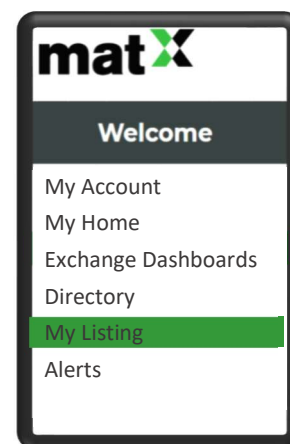 matX
Welcome
My Account
My Home
Exchange Dashboards
Directory
My Listing
Alerts